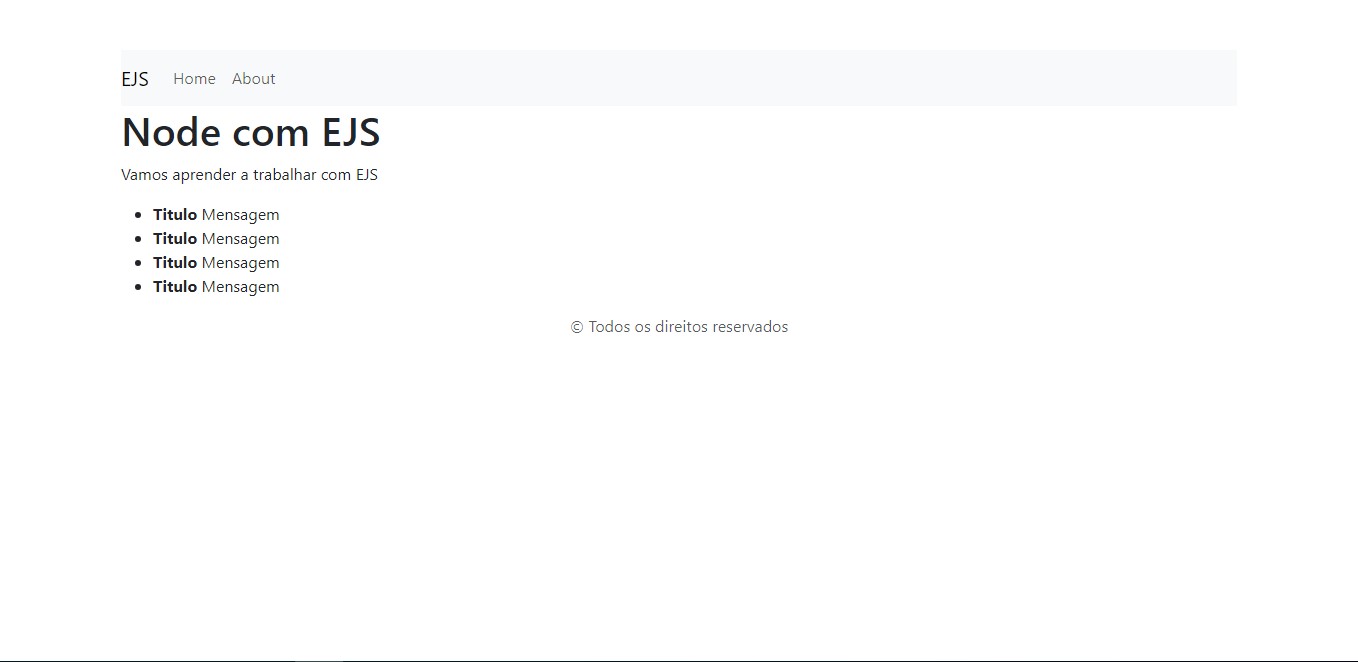 EJS Home About
Node com EJS
Vamos aprender a trabalhar com EJS
Titulo Mensagem
Titulo Mensagem
Titulo Mensagem
Titulo Mensagem
© Todos os direitos reservados